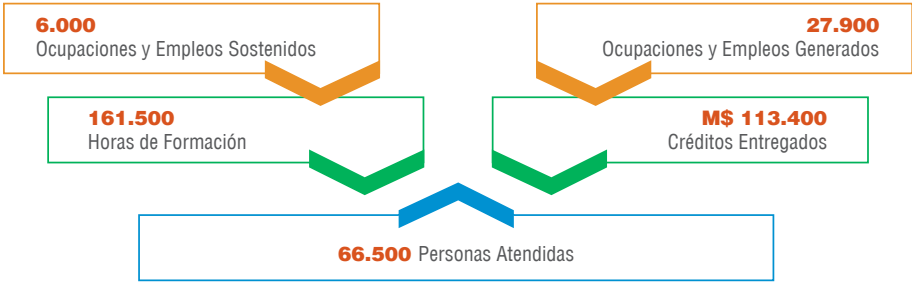 6.000
Ocupaciones y Empleos Sostenidos
27.900
Ocupaciones y Empleos Generados
161.500
Horas de Formación
M$ 113.400
Créditos Entregados
66.500 Personas Atendidas